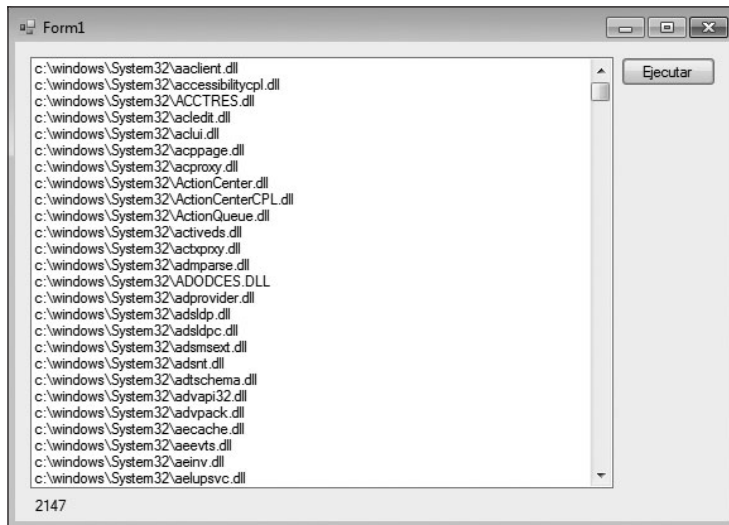 Form1
c:\windows\System32\aaclient.dll
Ejecutar
c:\windows\System32\accessibilitycpl.dll
c:\windows\System32\ACCTRES.dll
c:\windows\System32\acledit.dll
c:\windows\System32\aclui.dll
c:\windows\System32\acppage.dll
c:\windows\System32\acproxy.dll
c:\windows\System32\ActionCenter.dll
c:\windows\System32\ActionCenterCPL.dll
c:\windows\System32\ActionQueue.dll
c:\windows\System32\activeds.dll
c:\windows\System32\actxprxy.dll
c:\windows\System32\admparse.dll
c:\windows\System32\ADODCES.DLL
c:\windows\System32\adprovider.dll
c:\windows\System32\adsldp.dll
c:\windows\System32\adsldpc.dll
c:\windows\System32\adsmsext.dll
c:\windows\System32\adsnt.dll
c:\windows\System32\adtschema.dll
c:\windows\System32\advapi32.dll
c:\windows\System32\advpack.dll
c:\windows\System32\aecache.dll
c:\windows\System32\aeevts.dll
c:\windows\System32\aeinv.dll
c:\windows\System32\aelupsvc.dll
2147